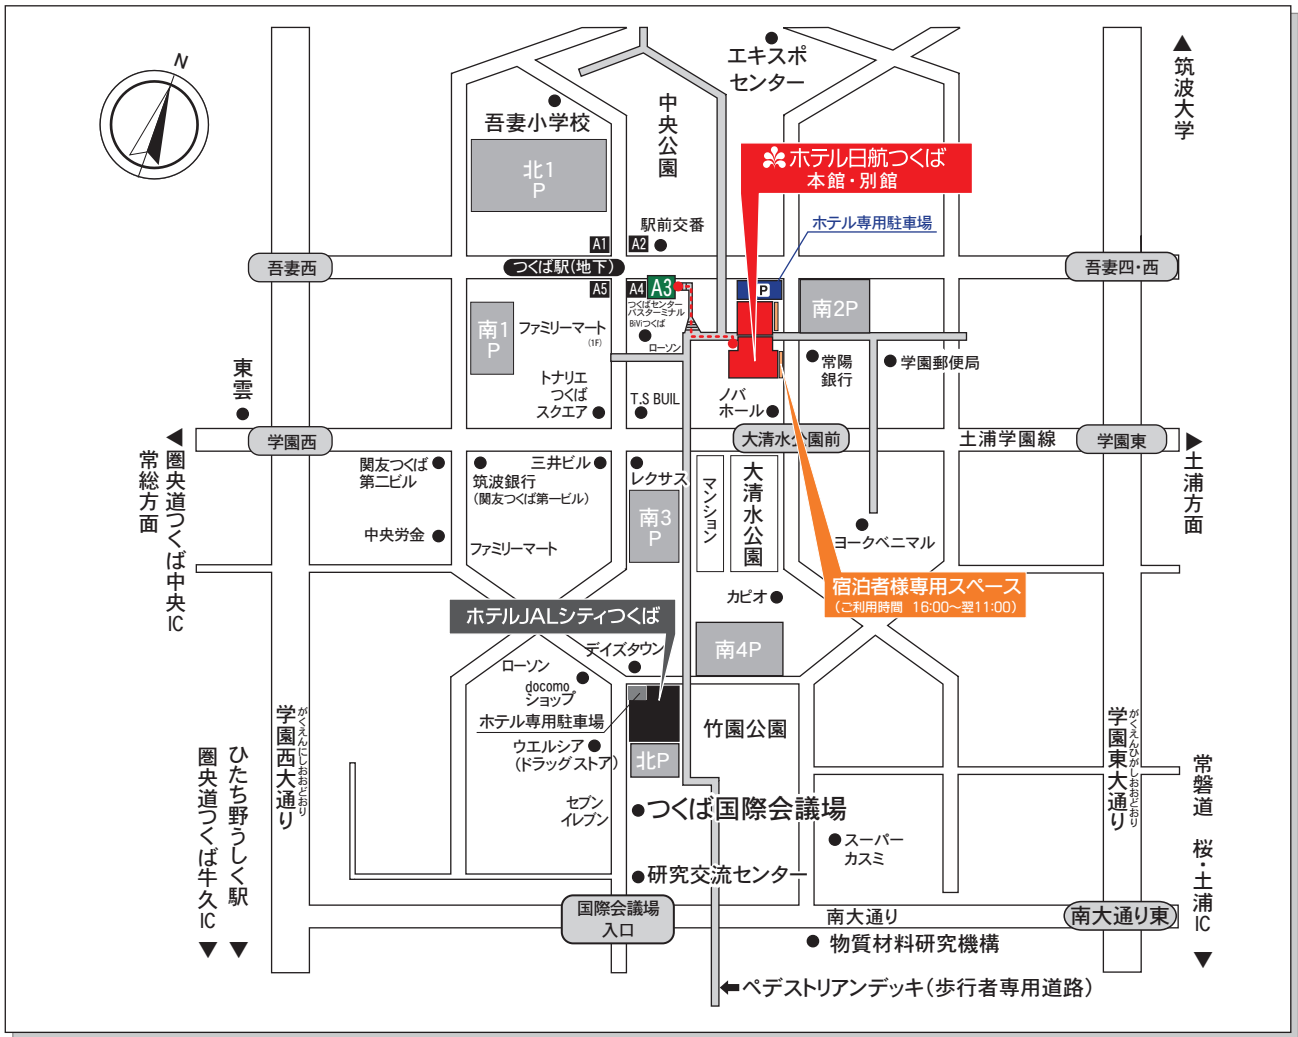 N
エキスポ
センター
▲筑波大学
中央公園
吾妻小学校
北1
P
ホテル日航つくば
本館・別館
ホテル専用駐車場
駅前交番
A1
A2
吾妻西
つくば駅(地下)
吾妻四・西
A5
A4
A3
P
つくばセンター
バスターミナル
BiViつくば
ローソン
南1
P
ファミリーマート
(1F)
南2P
常陽
銀行
学園郵便局
東雲
トナリエ
つくば
スクエア
T.S BUIL
ノバ
ホール
学園西
大清水公園前
土浦学園線
学園東
◀圏央道つくば中央IC
常総方面
▶土浦方面
関友つくば
第二ビル
筑波銀行
(関友つくば第一ビル)
三井ビル
レクサス
マンション
大清水公園
南3
P
中央労金
ファミリーマート
ヨークベニマル
カピオ
宿泊者様専用スペース
(ご利用時間 16:00〜翌11:00)
ホテルJALシティつくば
デイズタウン
南4P
ローソン
docomo
ショップ
ホテル専用駐車場
ウエルシア
(ドラッグストア)
北P
竹園公園
学園西大通り
がくえんにしおおどおり
学園東大通り
がくえんひがしおおどおり
ひたち野うしく駅▼
圏央道つくば牛久IC▼
常磐道 桜・土浦IC▼
セブン
イレブン
つくば国際会議場
スーパー
カスミ
研究交流センター
国際会議場
入口
南大通り
南大通り東
物質材料研究機構
←ペデストリアンデッキ(歩行者専用道路)